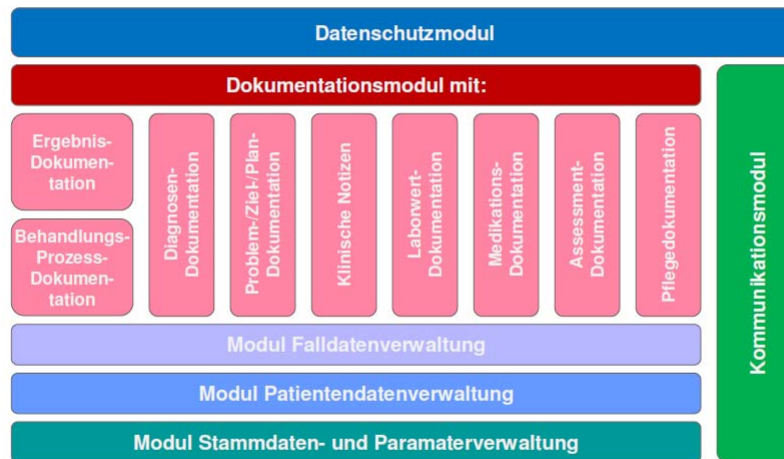 Datenschutzmodul
Dokumentationsmodul mit:
Ergebnis-
Dokumen-
tation
Behandlungs-
Prozess-
Dokumen-
tation
Diagnosen-
Dokumentation
Problem-/Ziel-/Plan-
Dokumentation
Klinische Notizen
Laborwert-
Dokumentation
Medikations-
Dokumentation
Assessment-
Dokumentation
Pflegedokumentation
Kommunikationsmodul
Modul Falldatenverwaltung
Modul Patientendatenverwaltung
Modul Stammdaten- und Paramaterverwaltung